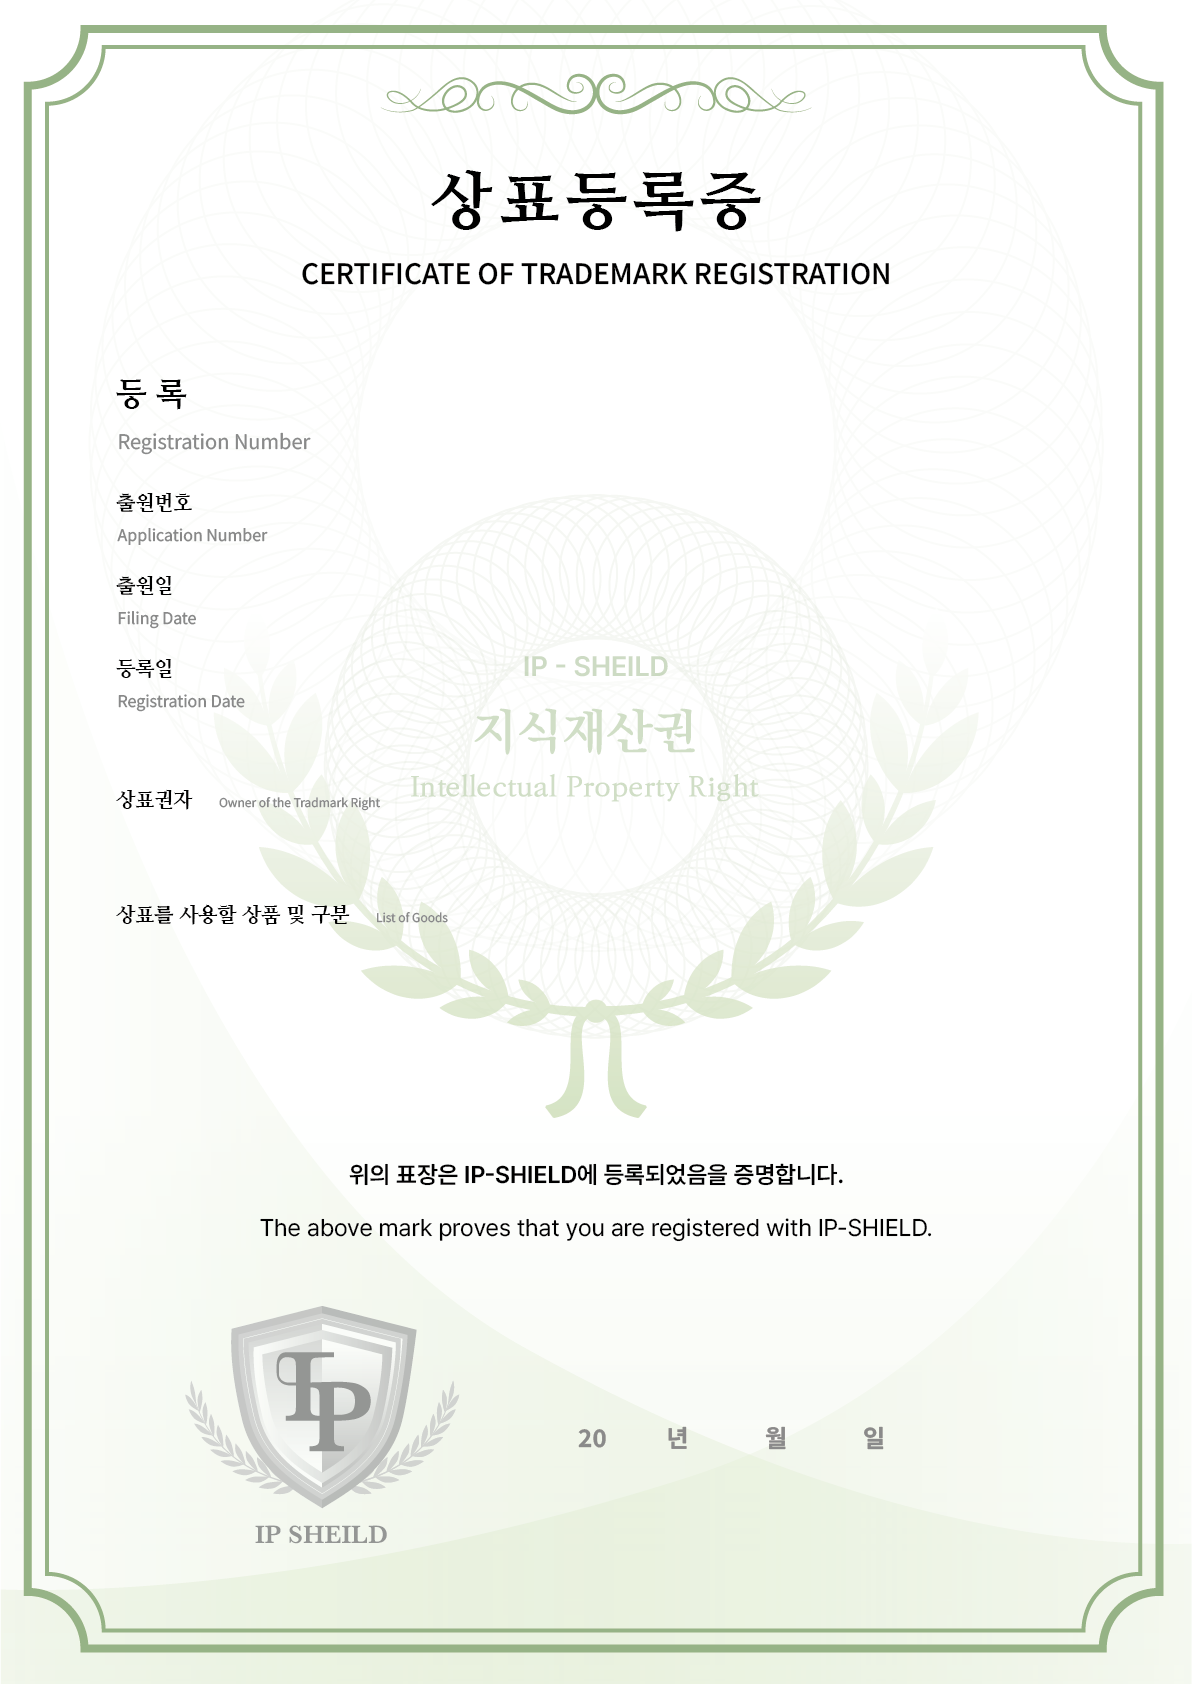 상표등록증
CERTIFICATE OF TRADEMARK REGISTRATION
등 록
Registration Number
출원번호
Application Number
출원일
Filing Date
등록일
Registration Date
IP - SHEILD
지식재산권
Intellectual Property Right
상표권자 Owner of the Tradmark Right
상표를 사용할 상품 및 구분 List of Goods
위의 표장은 IP-SHIELD에 등록되었음을 증명합니다.
The above mark proves that you are registered with IP-SHIELD.
IP
20 년 월 일
IP SHEILD